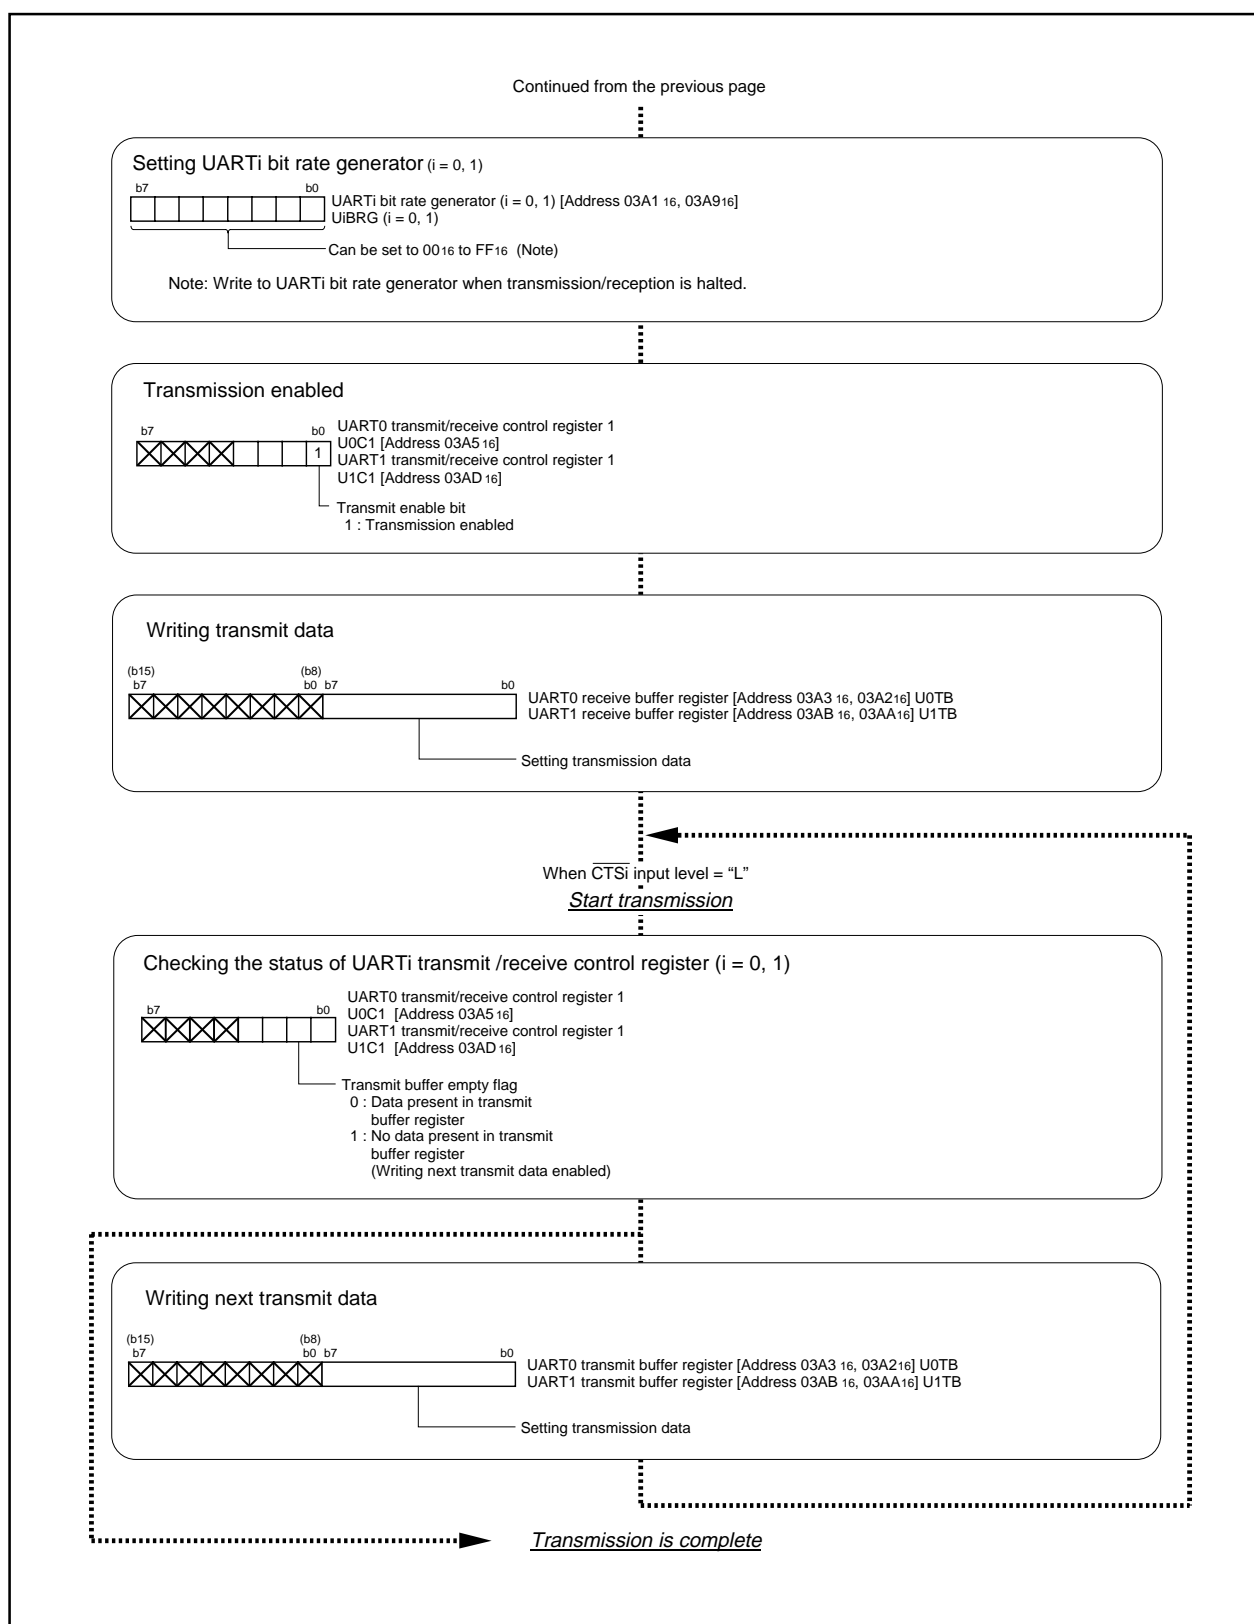 Continued from the previous page
Setting UARTi bit rate generator (i = 0, 1)
b7 b0
UARTi bit rate generator (i = 0, 1) [Address 03A1 16, 03A916]
UiBRG (i = 0, 1)
Can be set to 0016 to FF16 (Note)
Note: Write to UARTi bit rate generator when transmission/reception is halted.
Transmission enabled
b7 b0
UART0 transmit/receive control register 1
U0C1 [Address 03A5 16]
UART1 transmit/receive control register 1
U1C1 [Address 03AD 16]
1
Transmit enable bit
1 : Transmission enabled
Writing transmit data
(b15) (b8)
b7 b0 b7 b0
UART0 receive buffer register [Address 03A3 16, 03A216] U0TB
UART1 receive buffer register [Address 03AB 16, 03AA16] U1TB
Setting transmission data
When CTSi input level = “L”
Start transmission
Checking the status of UARTi transmit /receive control register (i = 0, 1)
b7 b0
UART0 transmit/receive control register 1
U0C1 [Address 03A5 16]
UART1 transmit/receive control register 1
U1C1 [Address 03AD 16]
Transmit buffer empty flag
0 : Data present in transmit
buffer register
1 : No data present in transmit
buffer register
(Writing next transmit data enabled)
Writing next transmit data
(b15) (b8)
b7 b0 b7 b0
UART0 transmit buffer register [Address 03A3 16, 03A216] U0TB
UART1 transmit buffer register [Address 03AB 16, 03AA16] U1TB
Setting transmission data
Transmission is complete